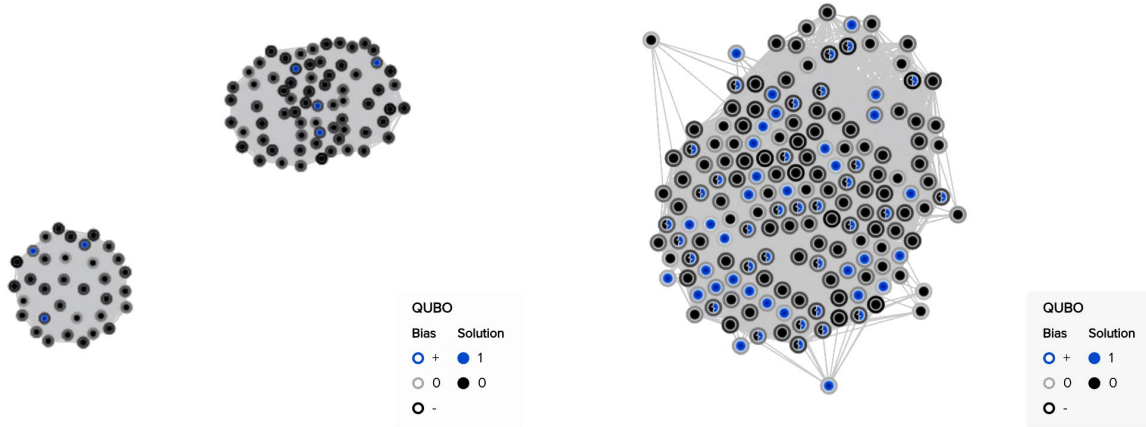 QUBO
Bias Solution
+ 1
0 0
-
QUBO
Bias Solution
+ 1
0 0
-